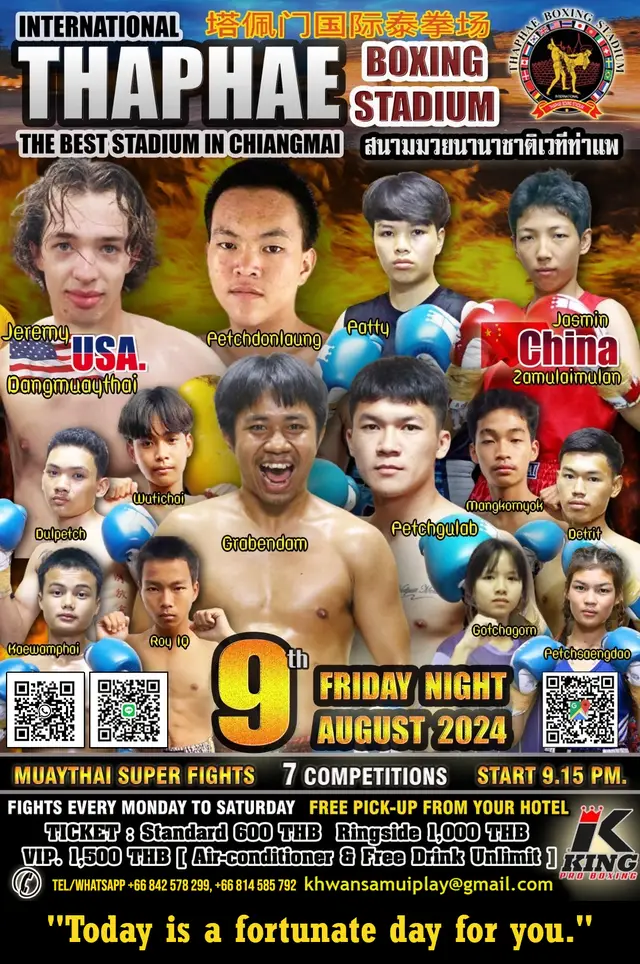 INTERNATIONAL
塔佩门国际泰拳场
THAPHAE
BOXING
STADIUM
THAPHAE BOXING STADIUM
THE BEST STADIUM IN CHIANGMAI
สนามมวยนานาชาติเวทีท่าแพ
Jeremy
USA.
Dangmuaythai
Petchdonlaung
Patty
Jasmin
China
Zamulaimulan
Dulpetch
Wutichai
Grabendam
Petchgulab
Mangkornyok
Detrit
Kaewamphai
Roy IQ
Gotchagorn
Petchsaengdao
9th
FRIDAY NIGHT
AUGUST 2024
MUAYTHAI SUPER FIGHTS 7 COMPETITIONS START 9.15 PM.
FIGHTS EVERY MONDAY TO SATURDAY FREE PICK-UP FROM YOUR HOTEL
TICKET : Standard 600 THB Ringside 1,000 THB
VIP. 1,500 THB [ Air-conditioner & Free Drink Unlimit ]
K
KING
PRO BOXING
TEL/WHATSAPP +66 842 578 299, +66 814 585 792 khwansamuiplay@gmail.com
"Today is a fortunate day for you."